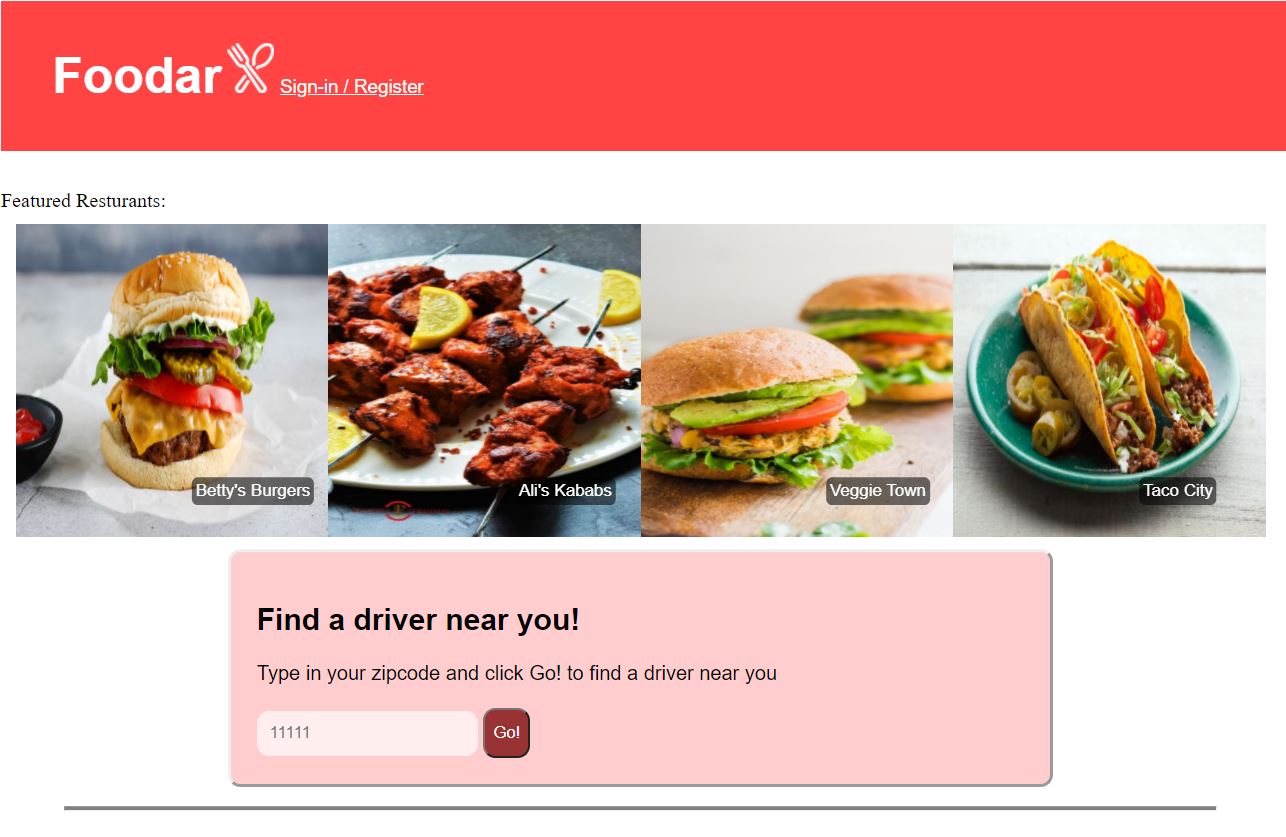 Foodar Sign-in / Register
Featured Resturants:
Betty's Burgers
Ali's Kababs
Veggie Town
Taco City
Find a driver near you!
Type in your zipcode and click Go! to find a driver near you
11111
Go!